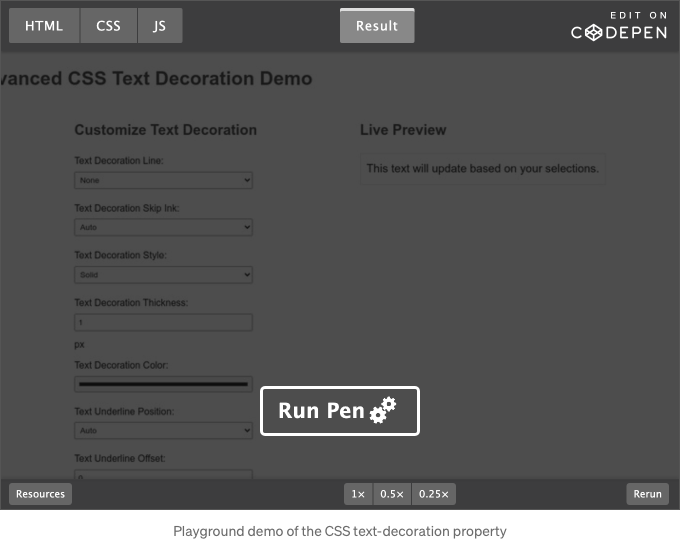 HTML CSS JS Result EDIT ON
CODEPEN
vanced CSS Text Decoration Demo
Customize Text Decoration Live Preview
Text Decoration Line: This text will update based on your selections.
None
Text Decoration Skip Ink:
Auto
Text Decoration Style:
Solid
Text Decoration Thickness:
1
px
Text Decoration Color:
Run Pen
Text Underline Position:
Auto
Text Underline Offset:
0
Resources 1× 0.5× 0.25× Rerun
Playground demo of the CSS text-decoration property